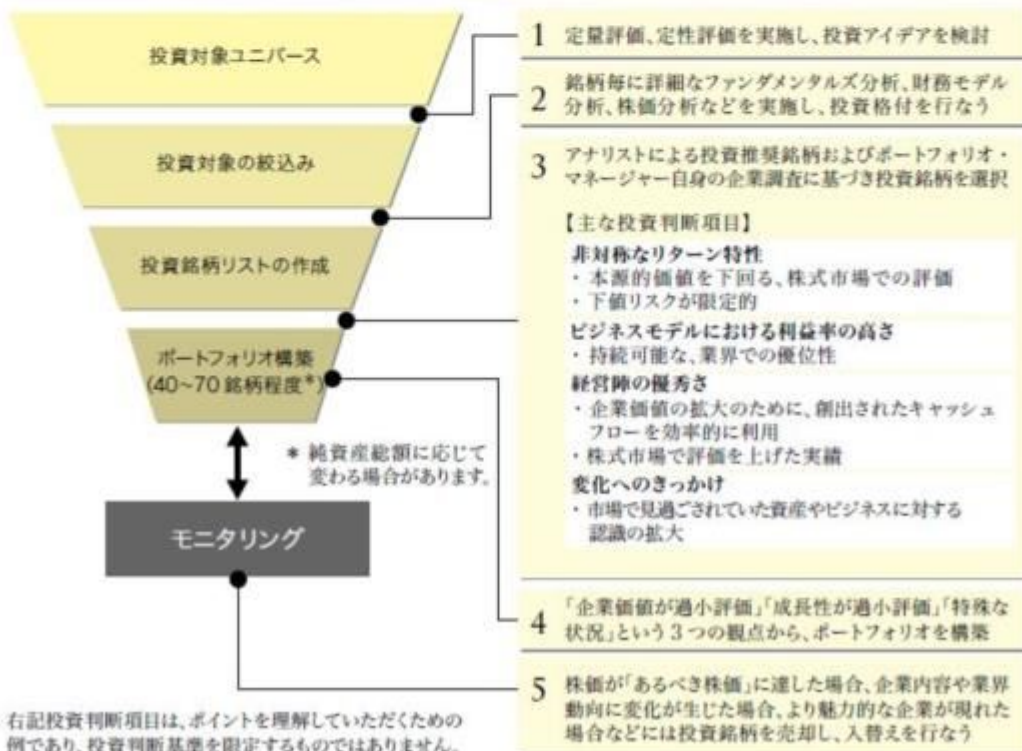 投資対象ユニバース
投資対象の絞込み
投資銘柄リストの作成
ポートフォリオ構築
(40~70銘柄程度*)
* 純資産総額に応じて
変わる場合があります。
モニタリング
右記投資判断項目は、ポイントを理解していただくための
例であり、投資判断基準を限定するものではありません。
1 定量評価、定性評価を実施し、投資アイデアを検討
2 銘柄毎に詳細なファンダメンタルズ分析、財務モデル
分析、株価分析などを実施し、投資格付を行なう
3 アナリストによる投資推奨銘柄およびポートフォリオ・
マネージャー自身の企業調査に基づき投資銘柄を選択
【主な投資判断項目】
非対称なリターン特性
・本源的価値を下回る、株式市場での評価
・下値リスクが限定的
ビジネスモデルにおける利益率の高さ
・持続可能な、業界での優位性
経営陣の優秀さ
・企業価値の拡大のために、創出されたキャッシュ
フローを効率的に利用
・株式市場で評価を上げた実績
変化へのきっかけ
・市場で見過ごされていた資産やビジネスに対する
認識の拡大
4 「企業価値が過小評価」「成長性が過小評価」「特殊な
状況」という3つの観点から、ポートフォリオを構築
5 株価が「あるべき株価」に達した場合、企業内容や業界
動向に変化が生じた場合、より魅力的な企業が現れた
場合などには投資銘柄を売却し、入替えを行なう